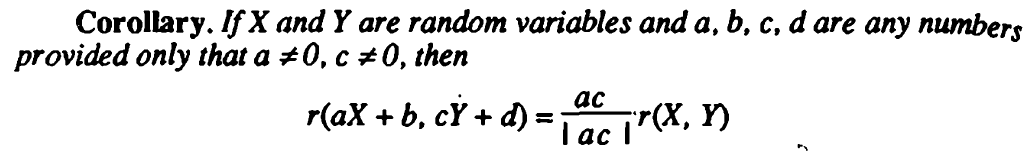 Corollary. If X and Y are random variables and a, b, c, d are any numbers
provided only that a ≠ 0, c ≠ 0, then
r(aX + b, cY + d) = ac / | ac | r(X, Y)